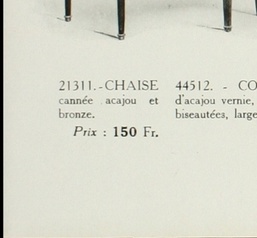 21311.-CHAISE
cannée acajou et
bronze.
Prix : 150 Fr.
44512. - CO
d'acajou vernie,
biseautées, large